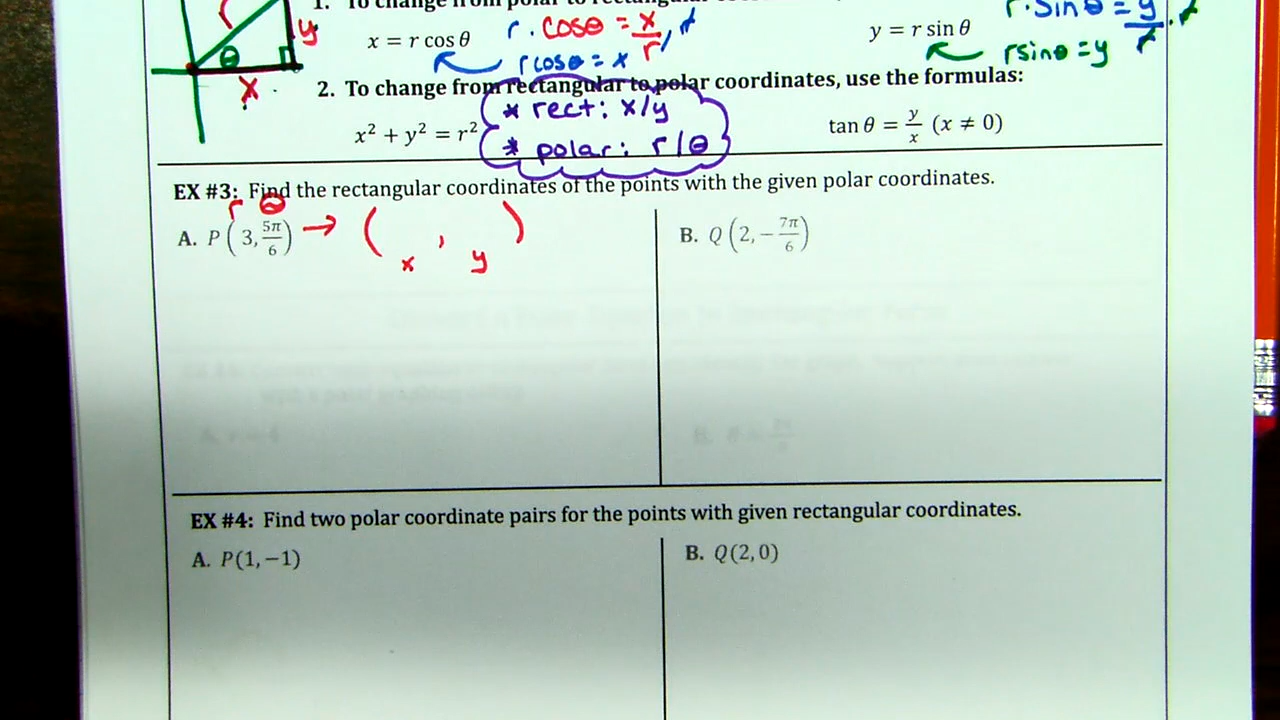 1. To change from polar to rectangular
r · cosθ = x/r · r
r · sinθ = y/r · r
x = r cos θ
rcosθ = x
y = r sin θ
rsinθ = y
r
θ
y
x
2. To change from rectangular to polar coordinates, use the formulas:
* rect: x/y
* polar: r/θ
x² + y² = r²
tan θ = y/x (x ≠ 0)
EX #3: Find the rectangular coordinates of the points with the given polar coordinates.
r θ
A. P(3, 5π/6) → ( , )
x y
B. Q(2, −7π/6)
EX #4: Find two polar coordinate pairs for the points with given rectangular coordinates.
A. P(1, −1)
B. Q(2, 0)